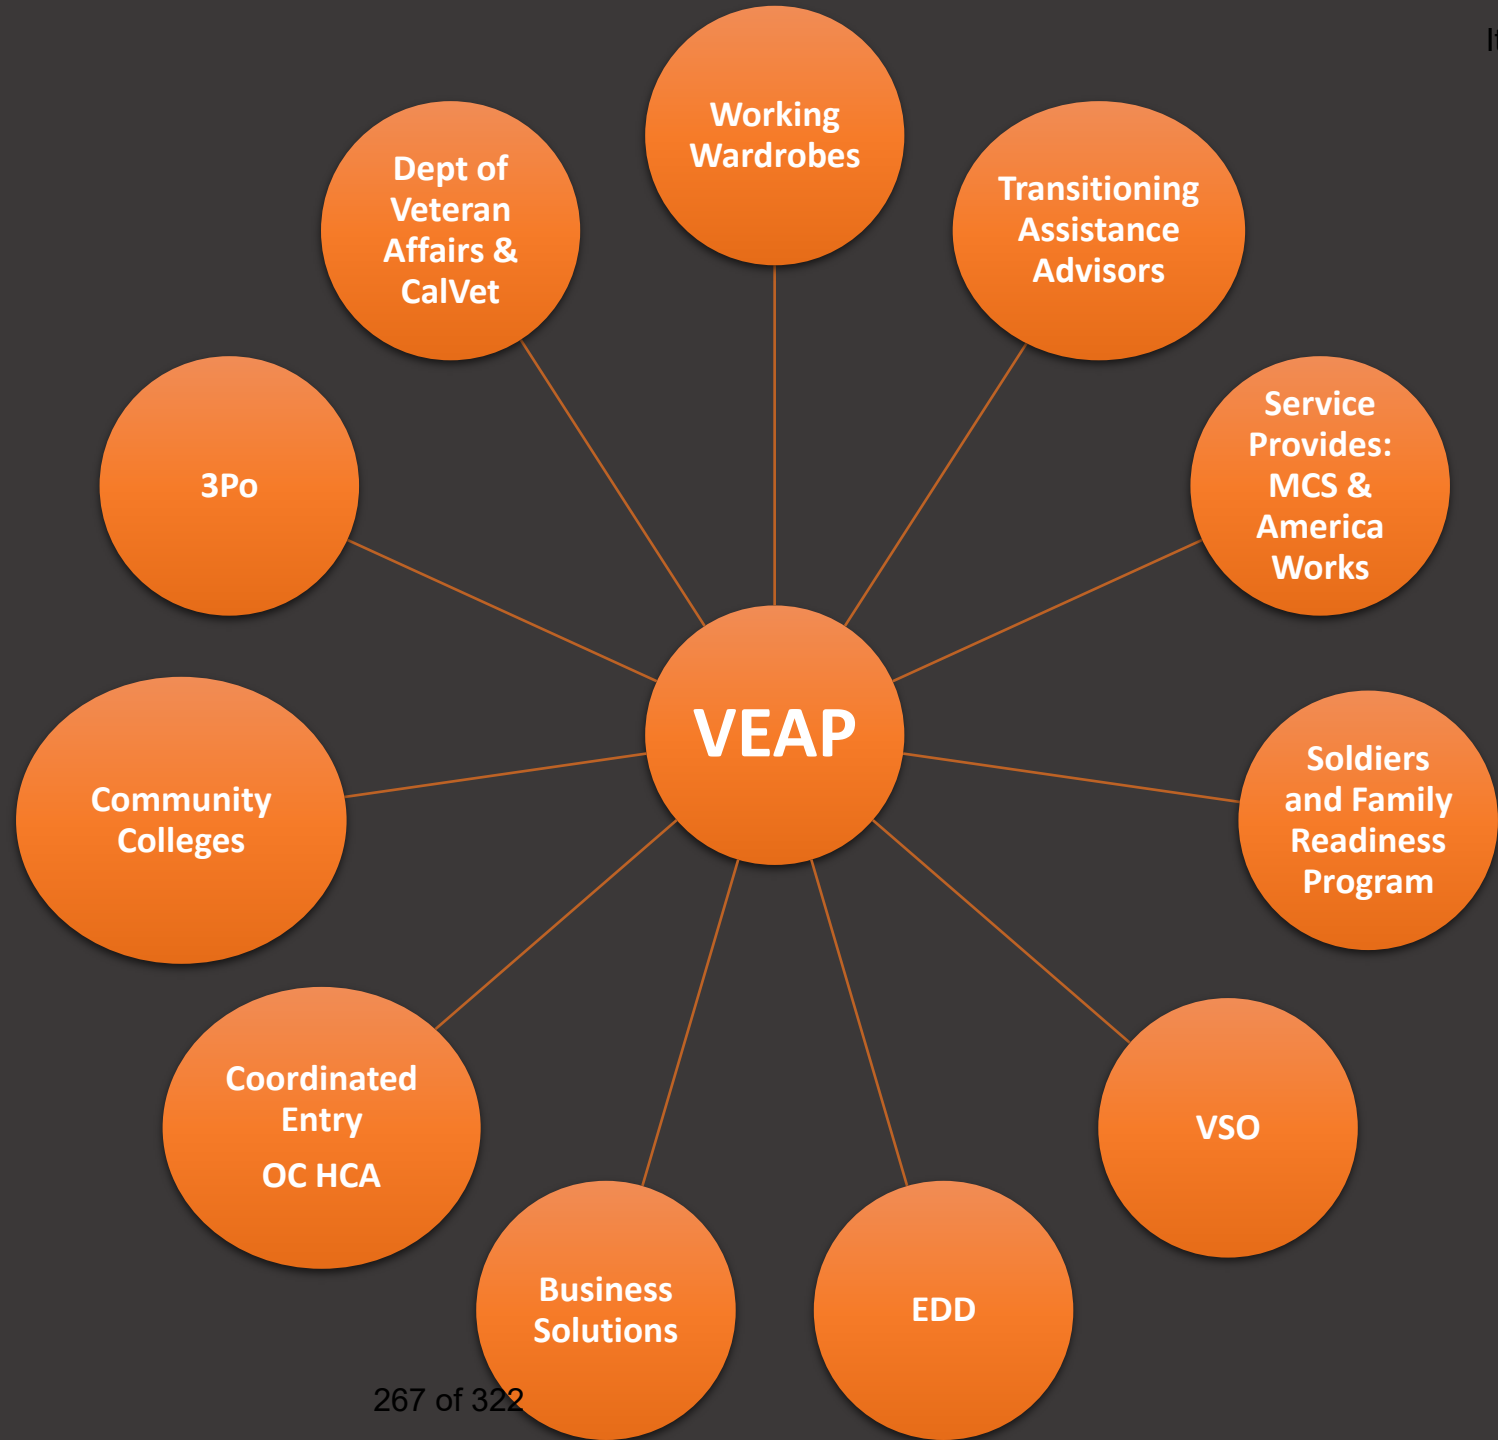 Working
Wardrobes
Transitioning
Assistance
Advisors
Service
Provides:
MCS &
America
Works
Soldiers
and Family
Readiness
Program
VSO
EDD
Business
Solutions
Coordinated
Entry
OC HCA
Community
Colleges
3Po
Dept of
Veteran
Affairs &
CalVet
VEAP
267 of 322